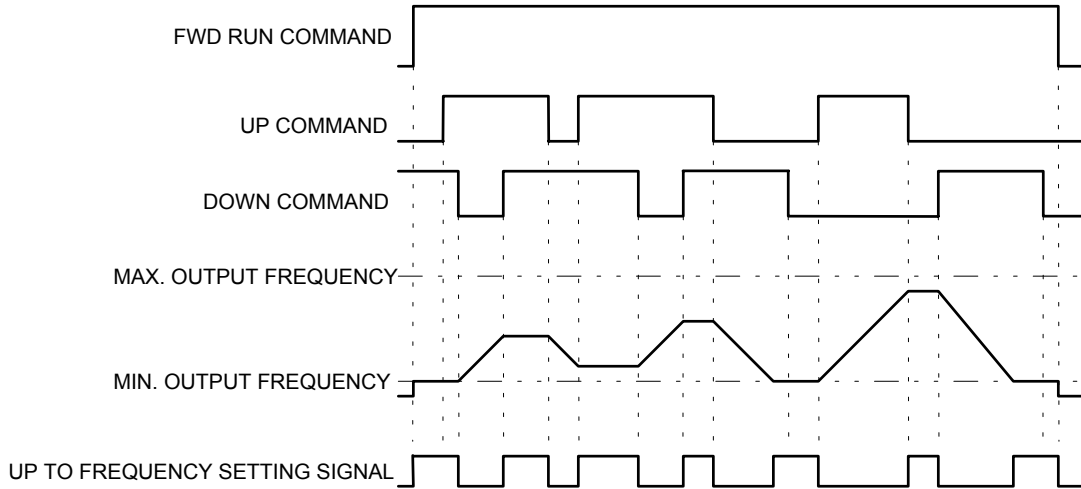 FWD RUN COMMAND
UP COMMAND
DOWN COMMAND
MAX. OUTPUT FREQUENCY
MIN. OUTPUT FREQUENCY
UP TO FREQUENCY SETTING SIGNAL